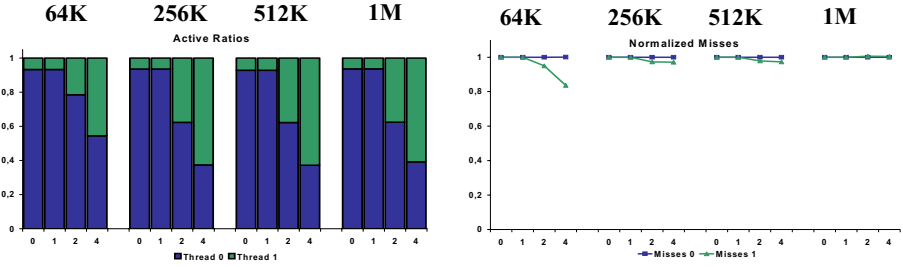 64K 256K 512K 1M
Active Ratios
1
0,8
0,6
0,4
0,2
0
0 1 2 4 0 1 2 4 0 1 2 4 0 1 2 4
Thread 0 Thread 1
64K 256K 512K 1M
Normalized Misses
1
0,8
0,6
0,4
0,2
0
0 1 2 4 0 1 2 4 0 1 2 4 0 1 2 4
Misses 0 Misses 1